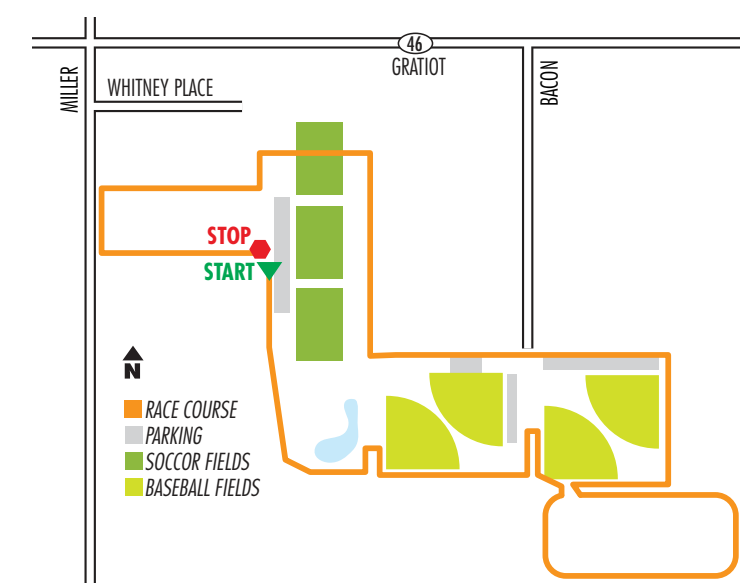 46
GRATIOT
MILLER
WHITNEY PLACE
BACON
STOP
START
N
RACE COURSE
PARKING
SOCCOR FIELDS
BASEBALL FIELDS